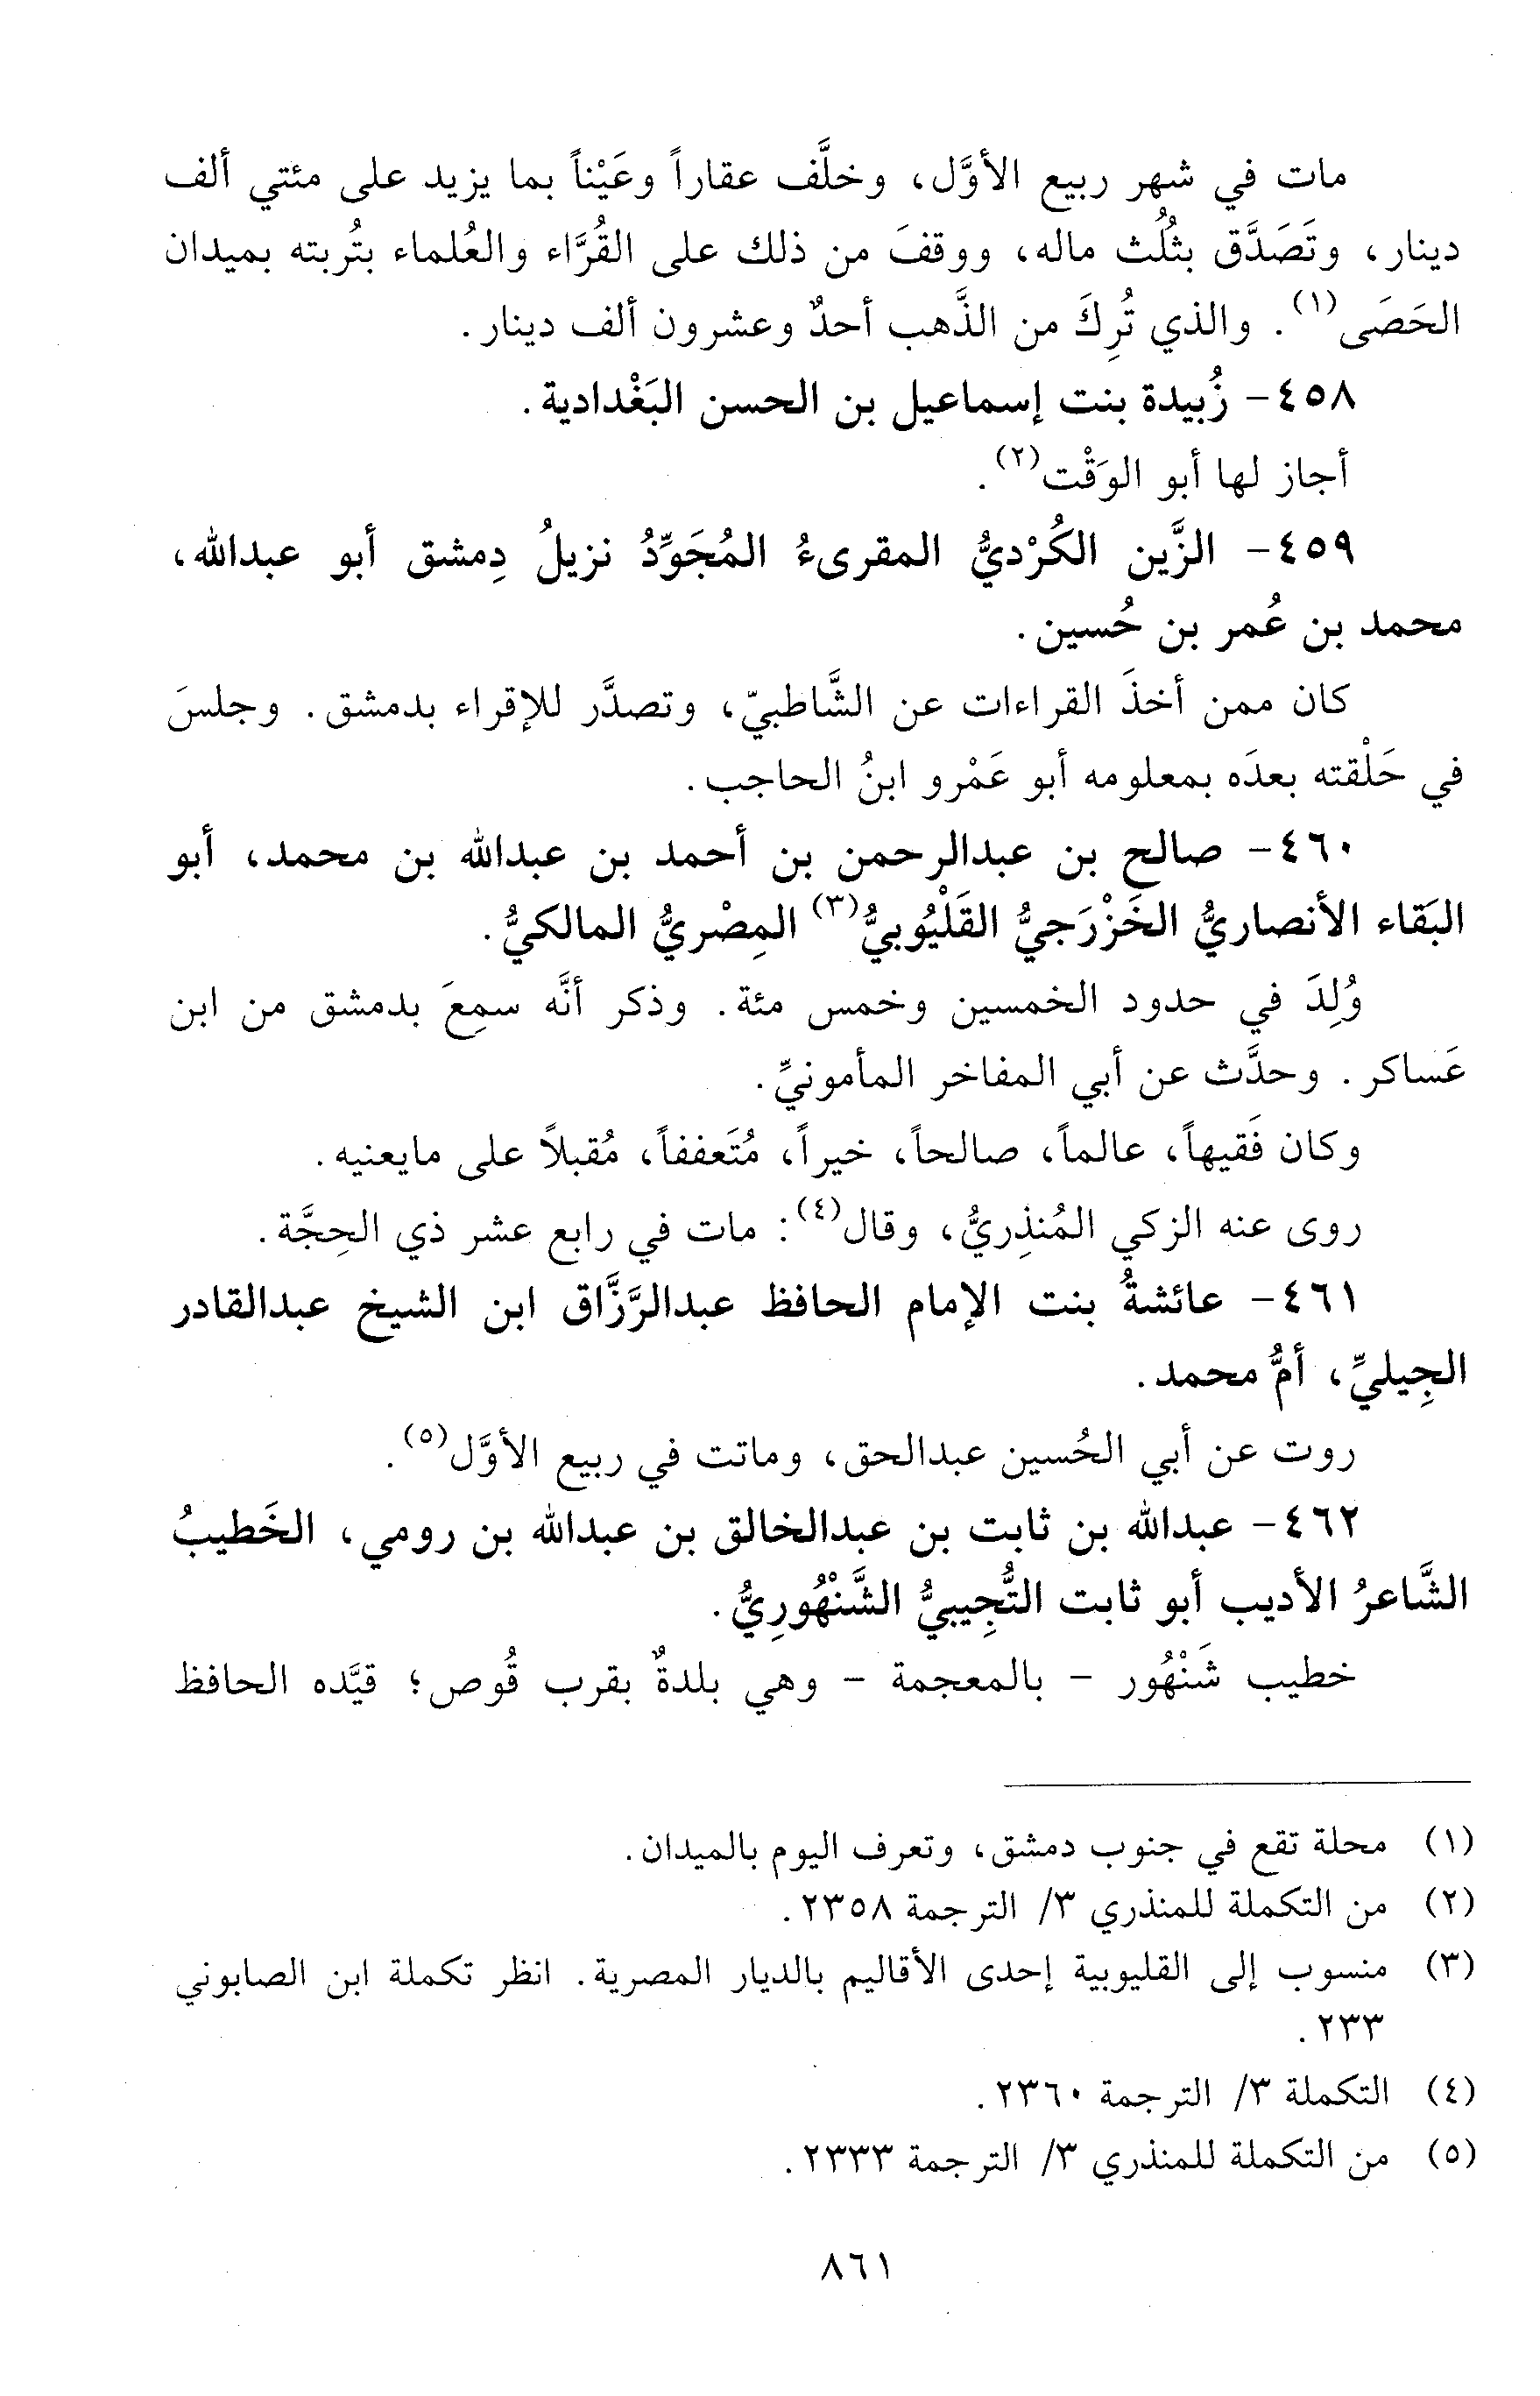 مات في شهر ربيع الأوَّل، وخلَّف عقاراً وعَيْناً بما يزيد على مئتي ألف
دينار، وتَصَدَّق بثُلُث ماله، ووقفَ من ذلك على القُرَّاء والعُلماء بتُربته بميدان
الحَصَى(١). والذي تُرِكَ من الذَّهب أحدٌ وعشرون ألف دينار.
٤٥٨- زُبيدة بنت إسماعيل بن الحسن البَغْدادية.
أجاز لها أبو الوَقْت(٢).
٤٥٩- الزَّين الكُرْديُّ المقرىءُ المُجَوِّدُ نزيلُ دِمشق أبو عبدالله،
محمد بن عُمر بن حُسين.
كان ممن أخذَ القراءات عن الشَّاطبيّ، وتصدَّر للإقراء بدمشق. وجلسَ
في حَلْقته بعدَه بمعلومه أبو عَمْرو ابنُ الحاجب.
٤٦٠- صالح بن عبدالرحمن بن أحمد بن عبدالله بن محمد، أبو
البَقاء الأنصاريُّ الخَزْرَجيُّ القَلْيُوبيُّ(٣) المِصْريُّ المالكيُّ.
وُلِدَ في حدود الخمسين وخمس مئة. وذكر أنَّه سمِعَ بدمشق من ابن
عَساكر. وحدَّث عن أبي المفاخر المأمونيِّ.
وكان فَقيهاً، عالماً، صالحاً، خيراً، مُتَعففاً، مُقبلاً على مايعنيه.
روى عنه الزكي المُنذِريُّ، وقال(٤): مات في رابع عشر ذي الحِجَّة.
٤٦١- عائشةُ بنت الإمام الحافظ عبدالرَّزَّاق ابن الشيخ عبدالقادر
الجِيليِّ، أمُّ محمد.
روت عن أبي الحُسين عبدالحق، وماتت في ربيع الأوَّل(٥).
٤٦٢- عبدالله بن ثابت بن عبدالخالق بن عبدالله بن رومي، الخَطيبُ
الشَّاعرُ الأديب أبو ثابت التُّجِيبيُّ الشَّنْهُورِيُّ.
خطيب شَنْهُور - بالمعجمة - وهي بلدةٌ بقرب قُوص؛ قيَّده الحافظ
(١) محلة تقع في جنوب دمشق، وتعرف اليوم بالميدان.
(٢) من التكملة للمنذري ٣/ الترجمة ٢٣٥٨.
(٣) منسوب إلى القليوبية إحدى الأقاليم بالديار المصرية. انظر تكملة ابن الصابوني
٢٣٣.
(٤) التكملة ٣/ الترجمة ٢٣٦٠.
(٥) من التكملة للمنذري ٣/ الترجمة ٢٣٣٣.
٨٦١